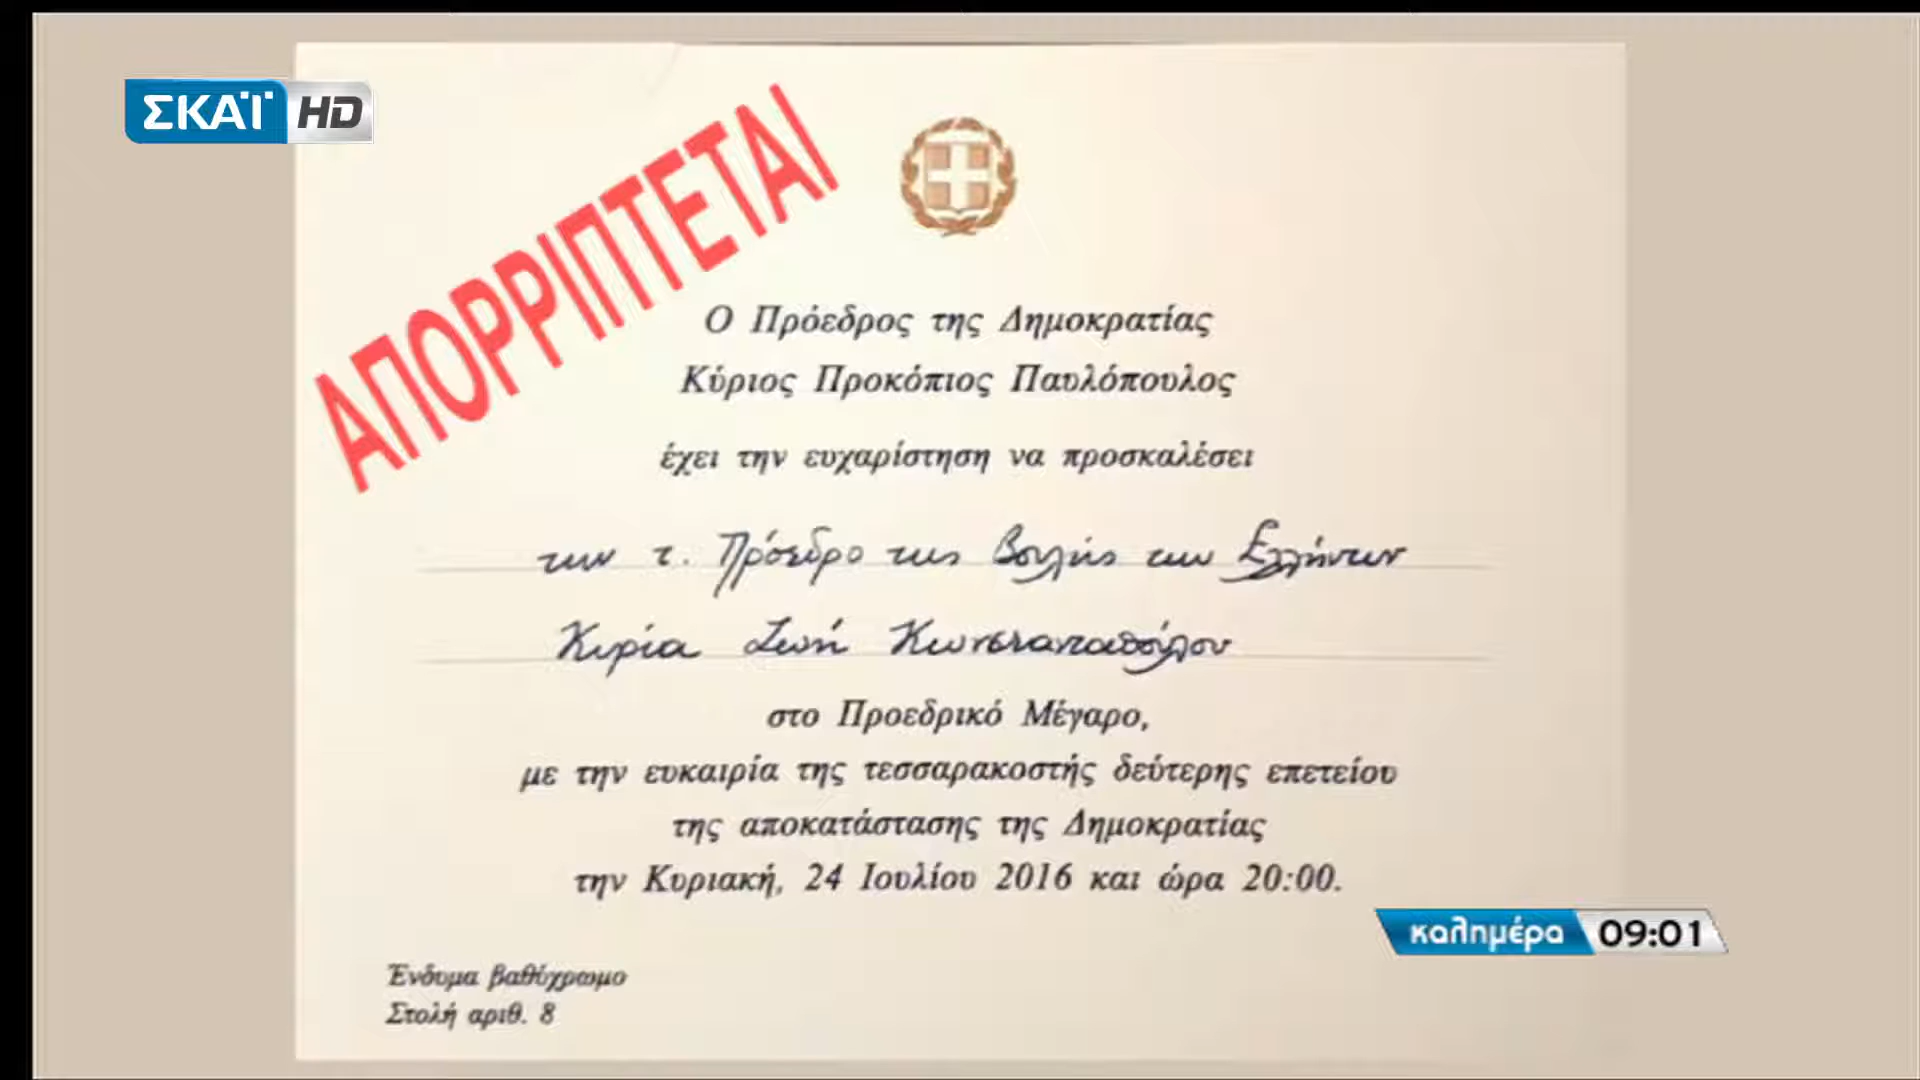 ΣΚΑΪ HD
ΑΠΟΡΡΙΠΤΕΤΑΙ
Ο Πρόεδρος της Δημοκρατίας
Κύριος Προκόπιος Παυλόπουλος
έχει την ευχαρίστηση να προσκαλέσει
την τ. Πρόεδρο της Βουλής των Ελλήνων
Κυρία Ζωή Κωνσταντοπούλου
στο Προεδρικό Μέγαρο,
με την ευκαιρία της τεσσαρακοστής δεύτερης επετείου
της αποκατάστασης της Δημοκρατίας
την Κυριακή, 24 Ιουλίου 2016 και ώρα 20:00.
καλημέρα 09:01
Ένδυμα βαθύχρωμο
Στολή αριθ. 8